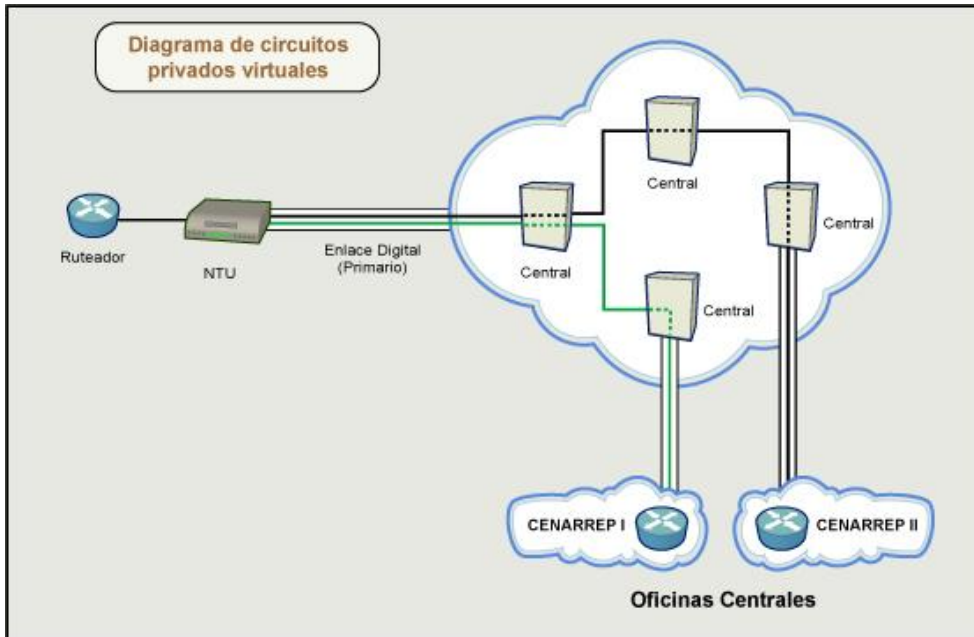 Diagrama de circuitos
privados virtuales
Central
Central
Ruteador
NTU
Enlace Digital
(Primario)
Central
Central
CENARREP I
CENARREP II
Oficinas Centrales